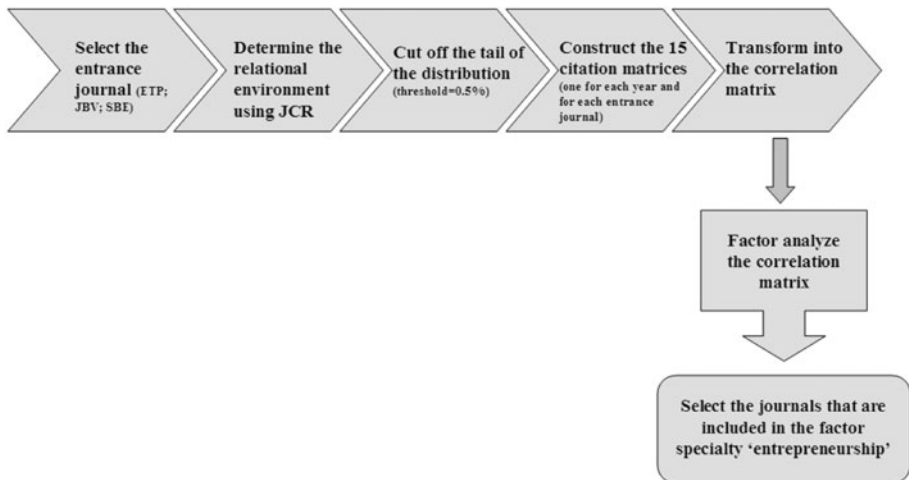 Select the
entrance
journal (ETP;
JBV; SBE)
Determine the
relational
environment
using JCR
Cut off the tail of
the distribution
(threshold=0.5%)
Construct the 15
citation matrices
(one for each year and
for each entrance
journal)
Transform into
the correlation
matrix
Factor analyze
the correlation
matrix
Select the journals that are
included in the factor
specialty ‘entrepreneurship’